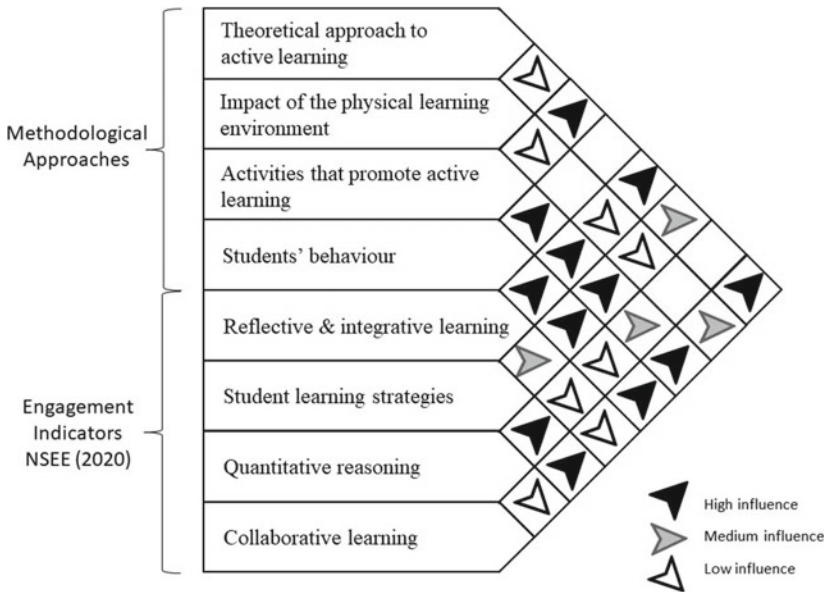 Theoretical approach to
active learning
Impact of the physical learning
environment
Methodological
Approaches
Activities that promote active
learning
Students’ behaviour
Reflective & integrative learning
Student learning strategies
Engagement
Indicators
NSEE (2020)
Quantitative reasoning
Collaborative learning
High influence
Medium influence
Low influence